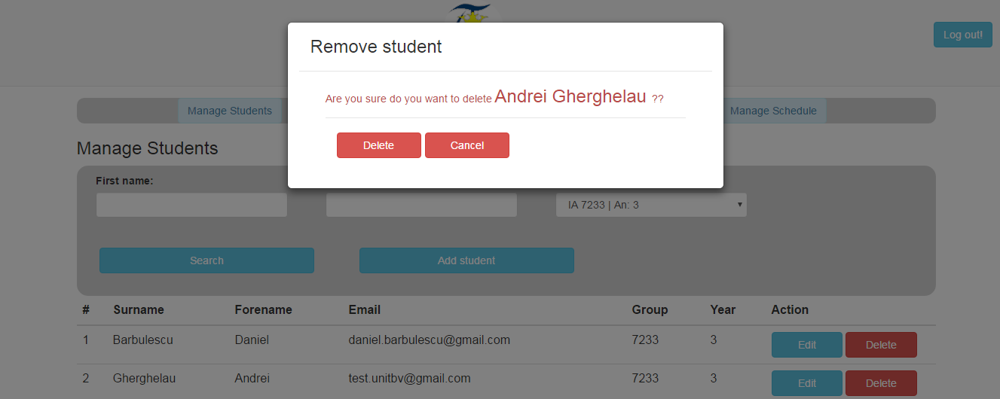 Remove student
Log out!
Are you sure do you want to delete Andrei Gherghelau ??
Manage Students Manage Schedule
Delete Cancel
Manage Students
First name:
IA 7233 | An: 3
Search Add student
# Surname Forename Email Group Year Action
1 Barbulescu Daniel daniel.barbulescu@gmail.com 7233 3 Edit Delete
2 Gherghelau Andrei test.unitbv@gmail.com 7233 3 Edit Delete